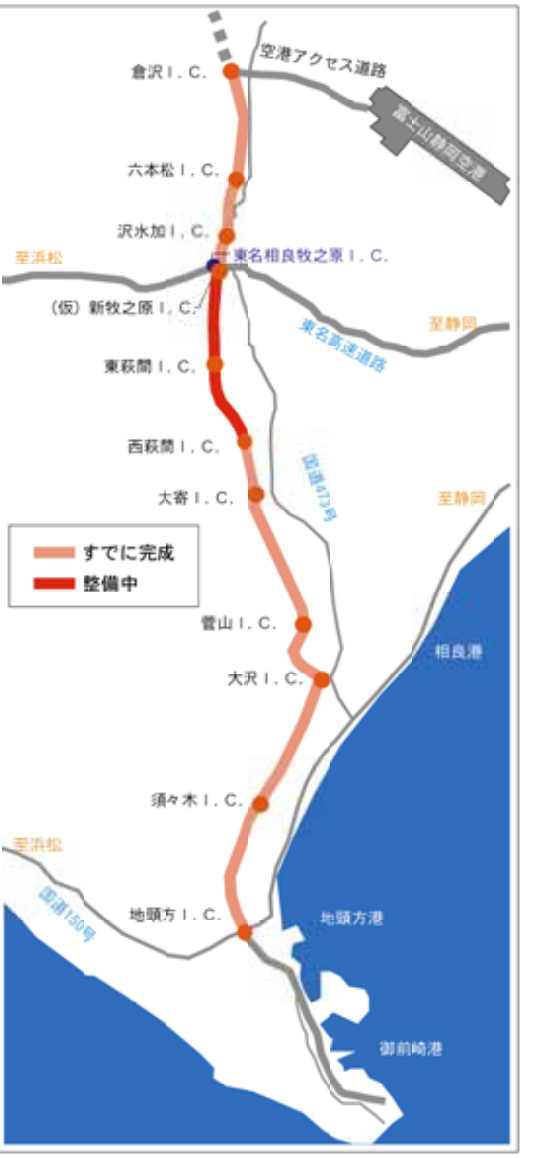 空港アクセス道路
倉沢Ｉ．Ｃ．
富士山静岡空港
六本松Ｉ．Ｃ．
沢水加Ｉ．Ｃ．
東名相良牧之原Ｉ．Ｃ．
至浜松
（仮）新牧之原Ｉ．Ｃ．
至静岡
東名高速道路
東萩間Ｉ．Ｃ．
西萩間Ｉ．Ｃ．
国道473号
大寄Ｉ．Ｃ．
至静岡
すでに完成
整備中
菅山Ｉ．Ｃ．
相良港
大沢Ｉ．Ｃ．
須々木Ｉ．Ｃ．
至浜松
国道150号
地頭方Ｉ．Ｃ．
地頭方港
御前崎港